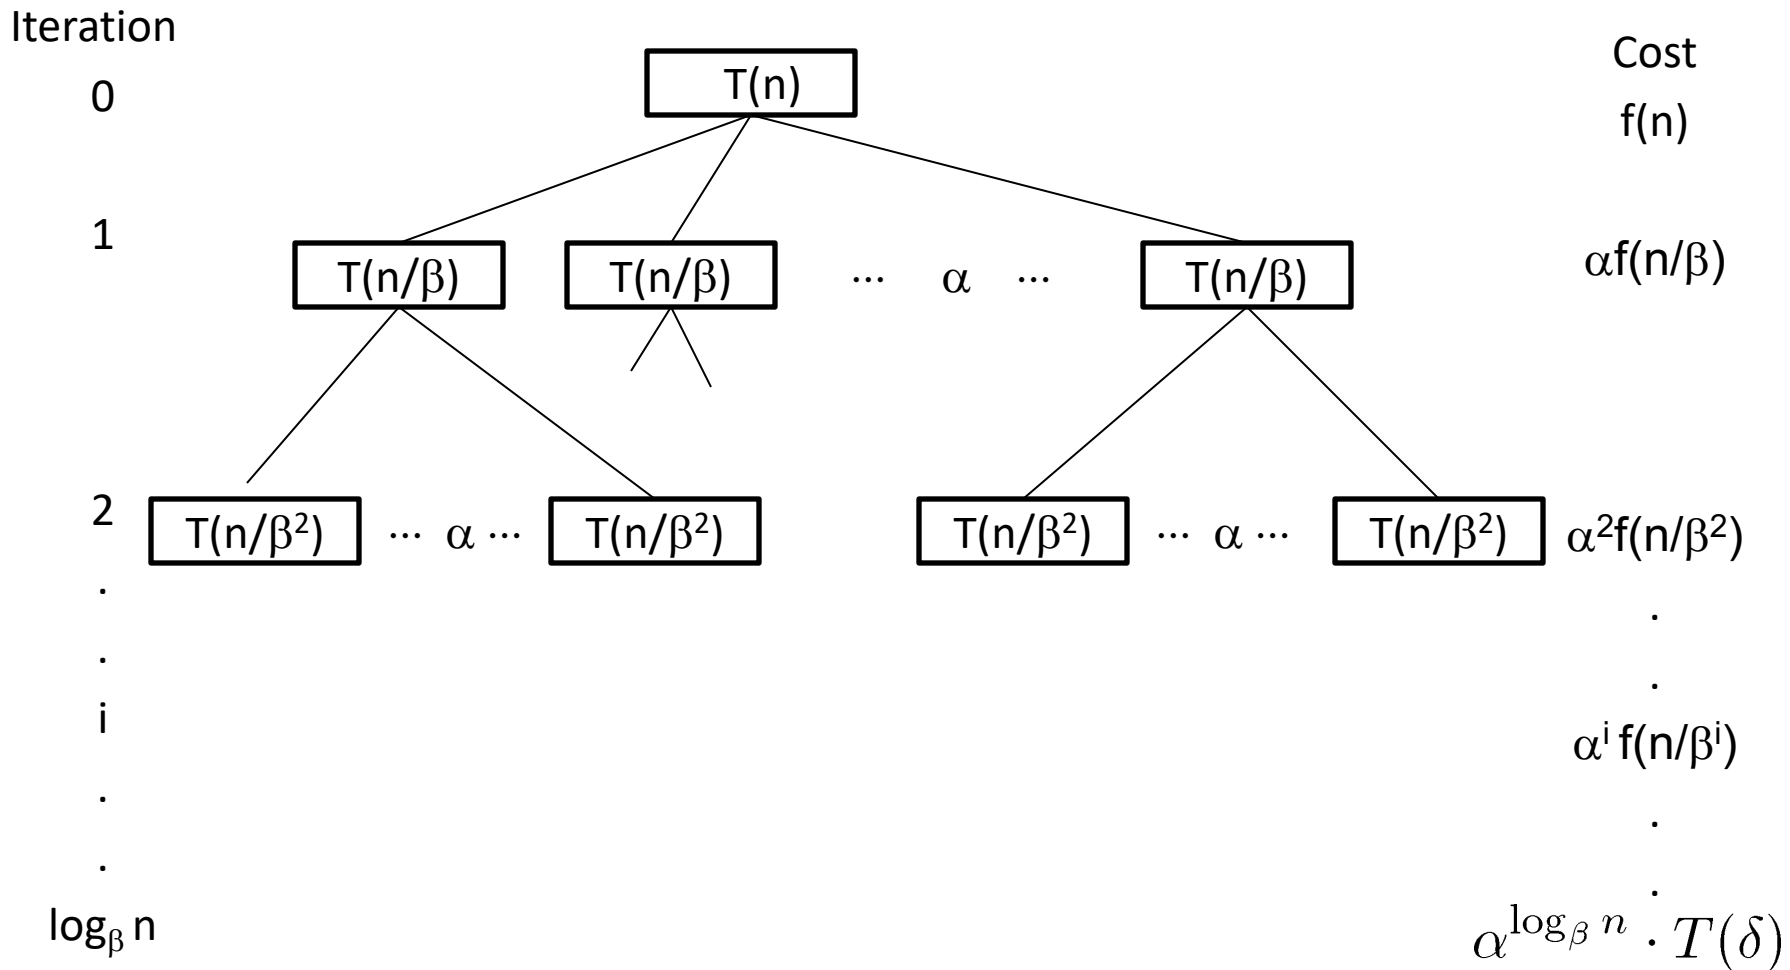 Iteration
Cost
0
T(n)
f(n)
1
T(n/β) T(n/β) ... α ... T(n/β)
αf(n/β)
2
T(n/β²) ... α ... T(n/β²) T(n/β²) ... α ... T(n/β²)
α²f(n/β²)
.
.
.
.
i
αⁱ f(n/βⁱ)
.
.
.
.
log_β n
α^{log_β n} · T(δ)